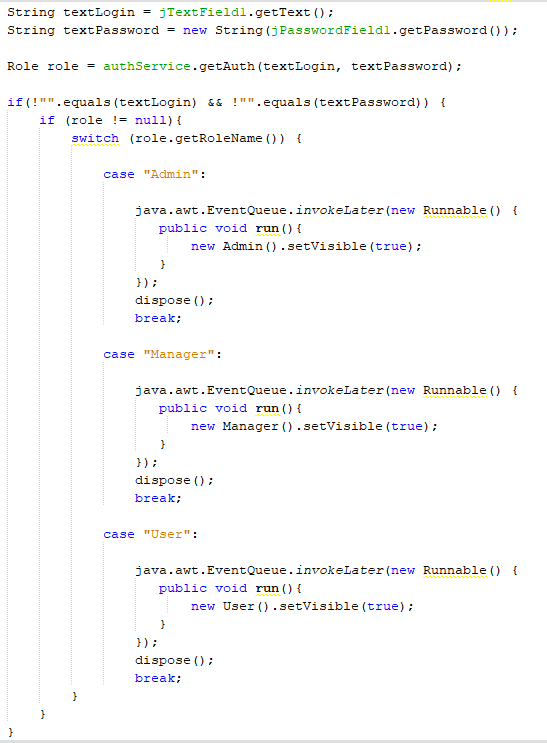 String textLogin = jTextField1.getText();
String textPassword = new String(jPasswordField1.getPassword());
Role role = authService.getAuth(textLogin, textPassword);
if(!"".equals(textLogin) && !"".equals(textPassword)) {
if (role != null){
switch (role.getRoleName()) {
case "Admin":
java.awt.EventQueue.invokeLater(new Runnable() {
public void run(){
new Admin().setVisible(true);
}
});
dispose();
break;
case "Manager":
java.awt.EventQueue.invokeLater(new Runnable() {
public void run(){
new Manager().setVisible(true);
}
});
dispose();
break;
case "User":
java.awt.EventQueue.invokeLater(new Runnable() {
public void run(){
new User().setVisible(true);
}
});
dispose();
break;
}
}
}